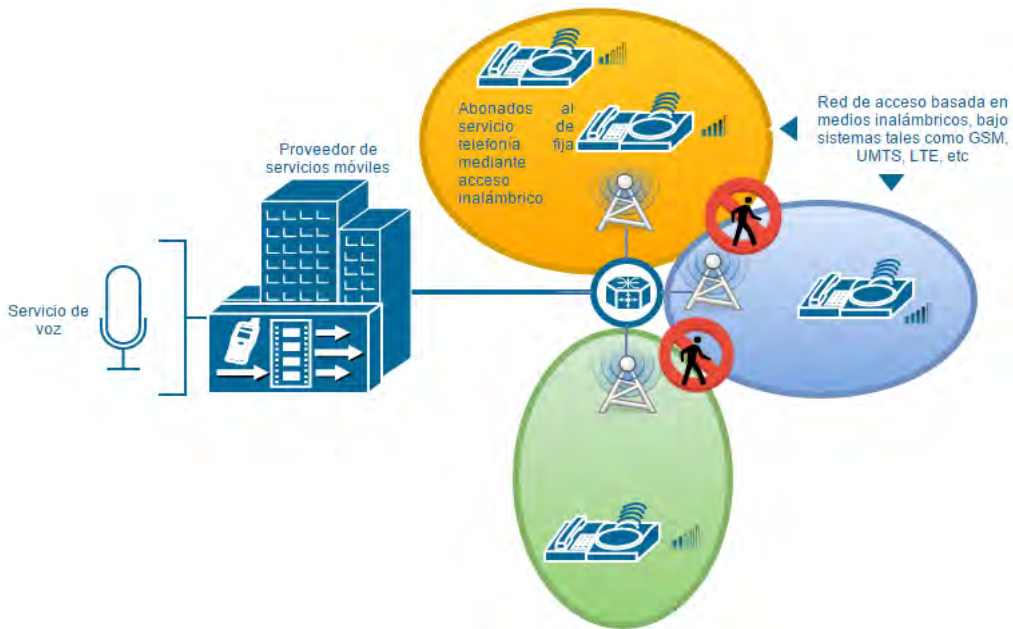 Abonados al
servicio de
telefonía fija
mediante
acceso
inalámbrico
Red de acceso basada en
medios inalámbricos, bajo
sistemas tales como GSM,
UMTS, LTE, etc
Proveedor de
servicios móviles
Servicio de
voz